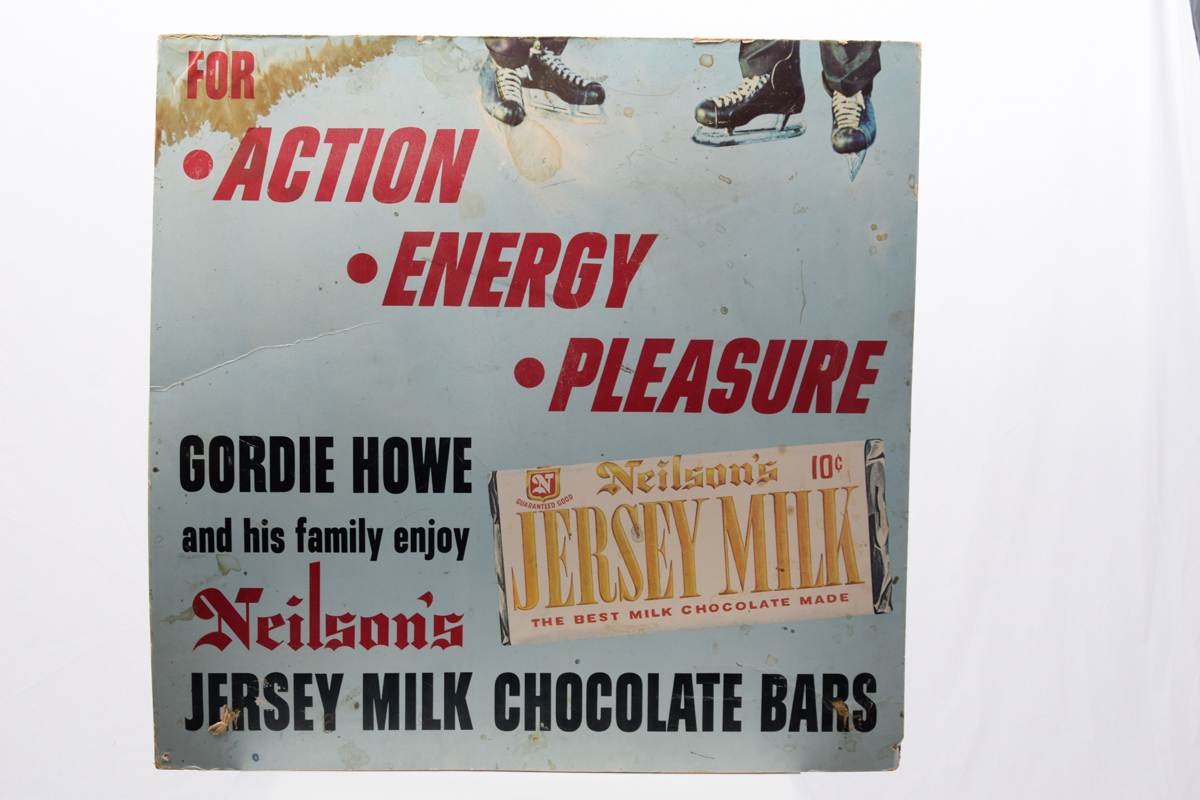 FOR
• ACTION
• ENERGY
• PLEASURE
GORDIE HOWE
and his family enjoy
Neilson's
JERSEY MILK CHOCOLATE BARS
N
GUARANTEED GOOD
Neilson's
10¢
JERSEY MILK
THE BEST MILK CHOCOLATE MADE